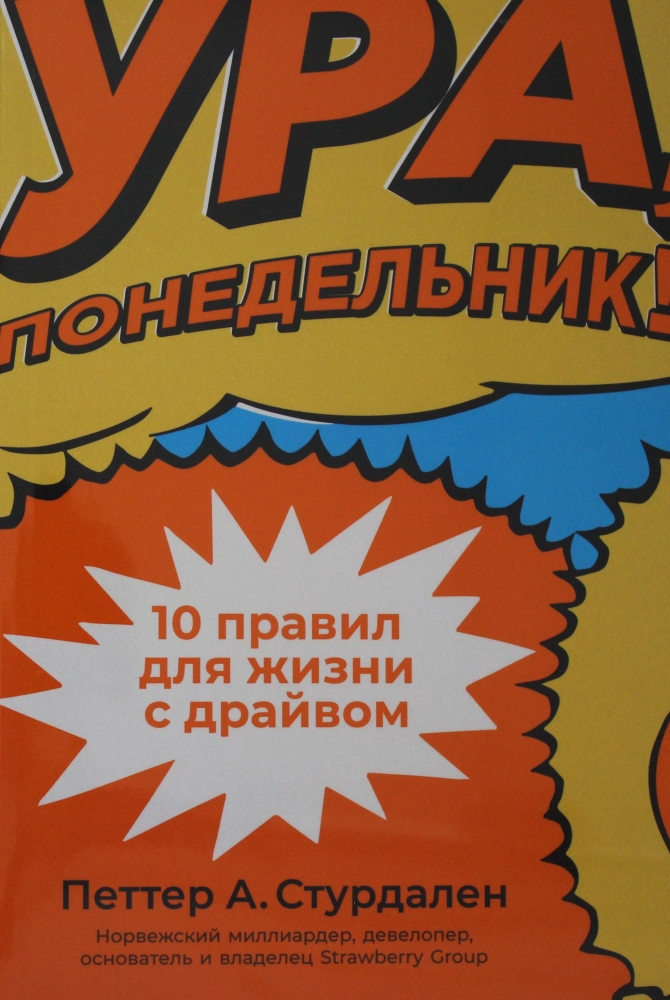 УРА,
ПОНЕДЕЛЬНИК!
10 правил
для жизни
с драйвом
Петтер А. Стурдален
Норвежский миллиардер, девелопер,
основатель и владелец Strawberry Group